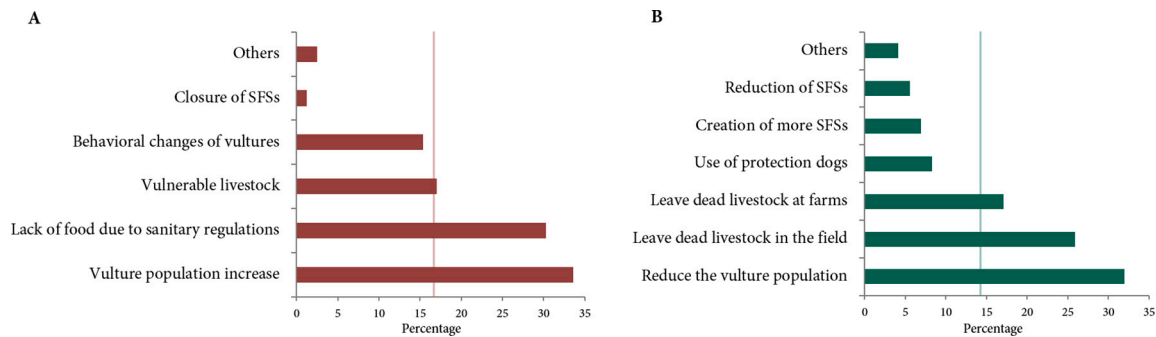 A
Others
Closure of SFSs
Behavioral changes of vultures
Vulnerable livestock
Lack of food due to sanitary regulations
Vulture population increase
0 5 10 15 20 25 30 35
Percentage
B
Others
Reduction of SFSs
Creation of more SFSs
Use of protection dogs
Leave dead livestock at farms
Leave dead livestock in the field
Reduce the vulture population
0 5 10 15 20 25 30 35
Percentage